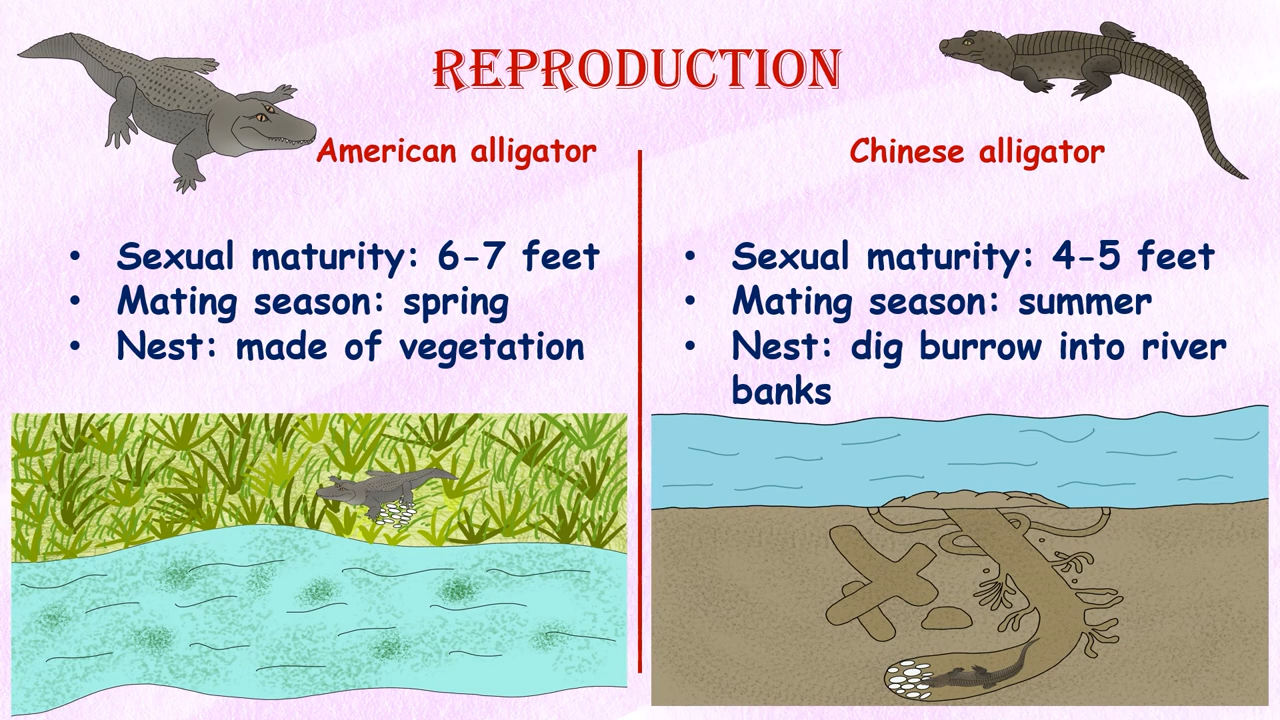 REPRODUCTION
American alligator
• Sexual maturity: 6-7 feet
• Mating season: spring
• Nest: made of vegetation
Chinese alligator
• Sexual maturity: 4-5 feet
• Mating season: summer
• Nest: dig burrow into river
banks